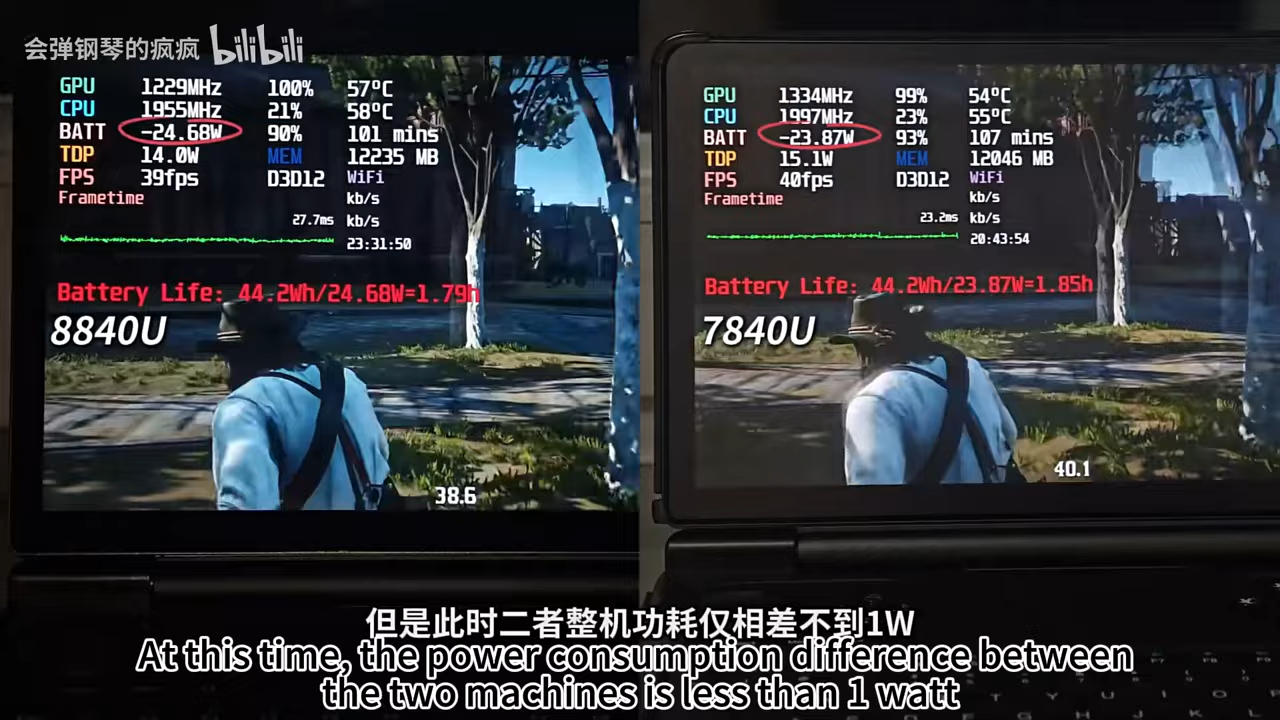 会弹钢琴的疯疯 bilibili
GPU 1229MHz 100% 57ºC
CPU 1955MHz 21% 58ºC
BATT -24.68W 90% 101 mins
TDP 14.0W MEM 12235 MB
FPS 39fps D3D12 WiFi
Frametime kb/s
27.7ms kb/s
23:31:50
Battery Life: 44.2Wh/24.68W=1.79h
8840U
38.6
GPU 1334MHz 99% 54ºC
CPU 1997MHz 23% 55ºC
BATT -23.87W 93% 107 mins
TDP 15.1W MEM 12046 MB
FPS 40fps D3D12 WiFi
Frametime kb/s
23.2ms kb/s
20:43:54
Battery Life: 44.2Wh/23.87W=1.85h
7840U
40.1
但是此时二者整机功耗仅相差不到1W
At this time, the power consumption difference between
the two machines is less than 1 watt